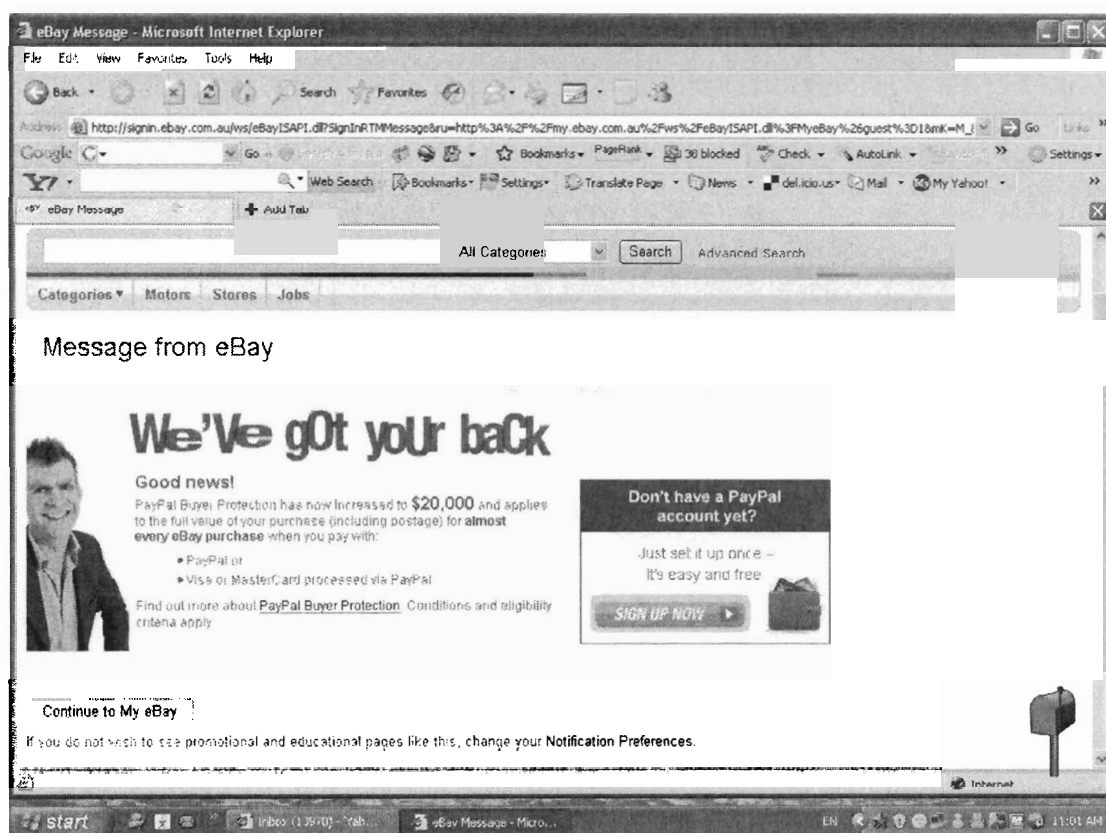 eBay Message - Microsoft Internet Explorer
File Edit View Favorites Tools Help
Back Search Favorites
Address http://signin.ebay.com.au/ws/eBayISAPI.dll?SignInRTMMessage&ru=http%3A%2F%2Fmy.ebay.com.au%2Fws%2FeBayISAPI.dll%3FMyeBay%26guest%3D1&mK=M_ Go Links »
Google Go Bookmarks PageRank 38 blocked Check AutoLink » Settings
Y7 Web Search Bookmarks Settings Translate Page News del.icio.us Mail My Yahoo! »
eBay Message Add Tab
All Categories Search Advanced Search
Categories Motors Stores Jobs
Message from eBay
We'Ve gOt yoUr baCk
Good news!
PayPal Buyer Protection has now increased to $20,000 and applies
to the full value of your purchase (including postage) for almost
every eBay purchase when you pay with:
• PayPal or
• Visa or MasterCard processed via PayPal
Find out more about PayPal Buyer Protection. Conditions and eligibility
criteria apply
Don't have a PayPal
account yet?
Just set it up once –
It's easy and free
SIGN UP NOW
Continue to My eBay
If you do not wish to see promotional and educational pages like this, change your Notification Preferences.
Internet
start » Inbox (13970) - Yah... eBay Message - Micro... EN 11:01 AM